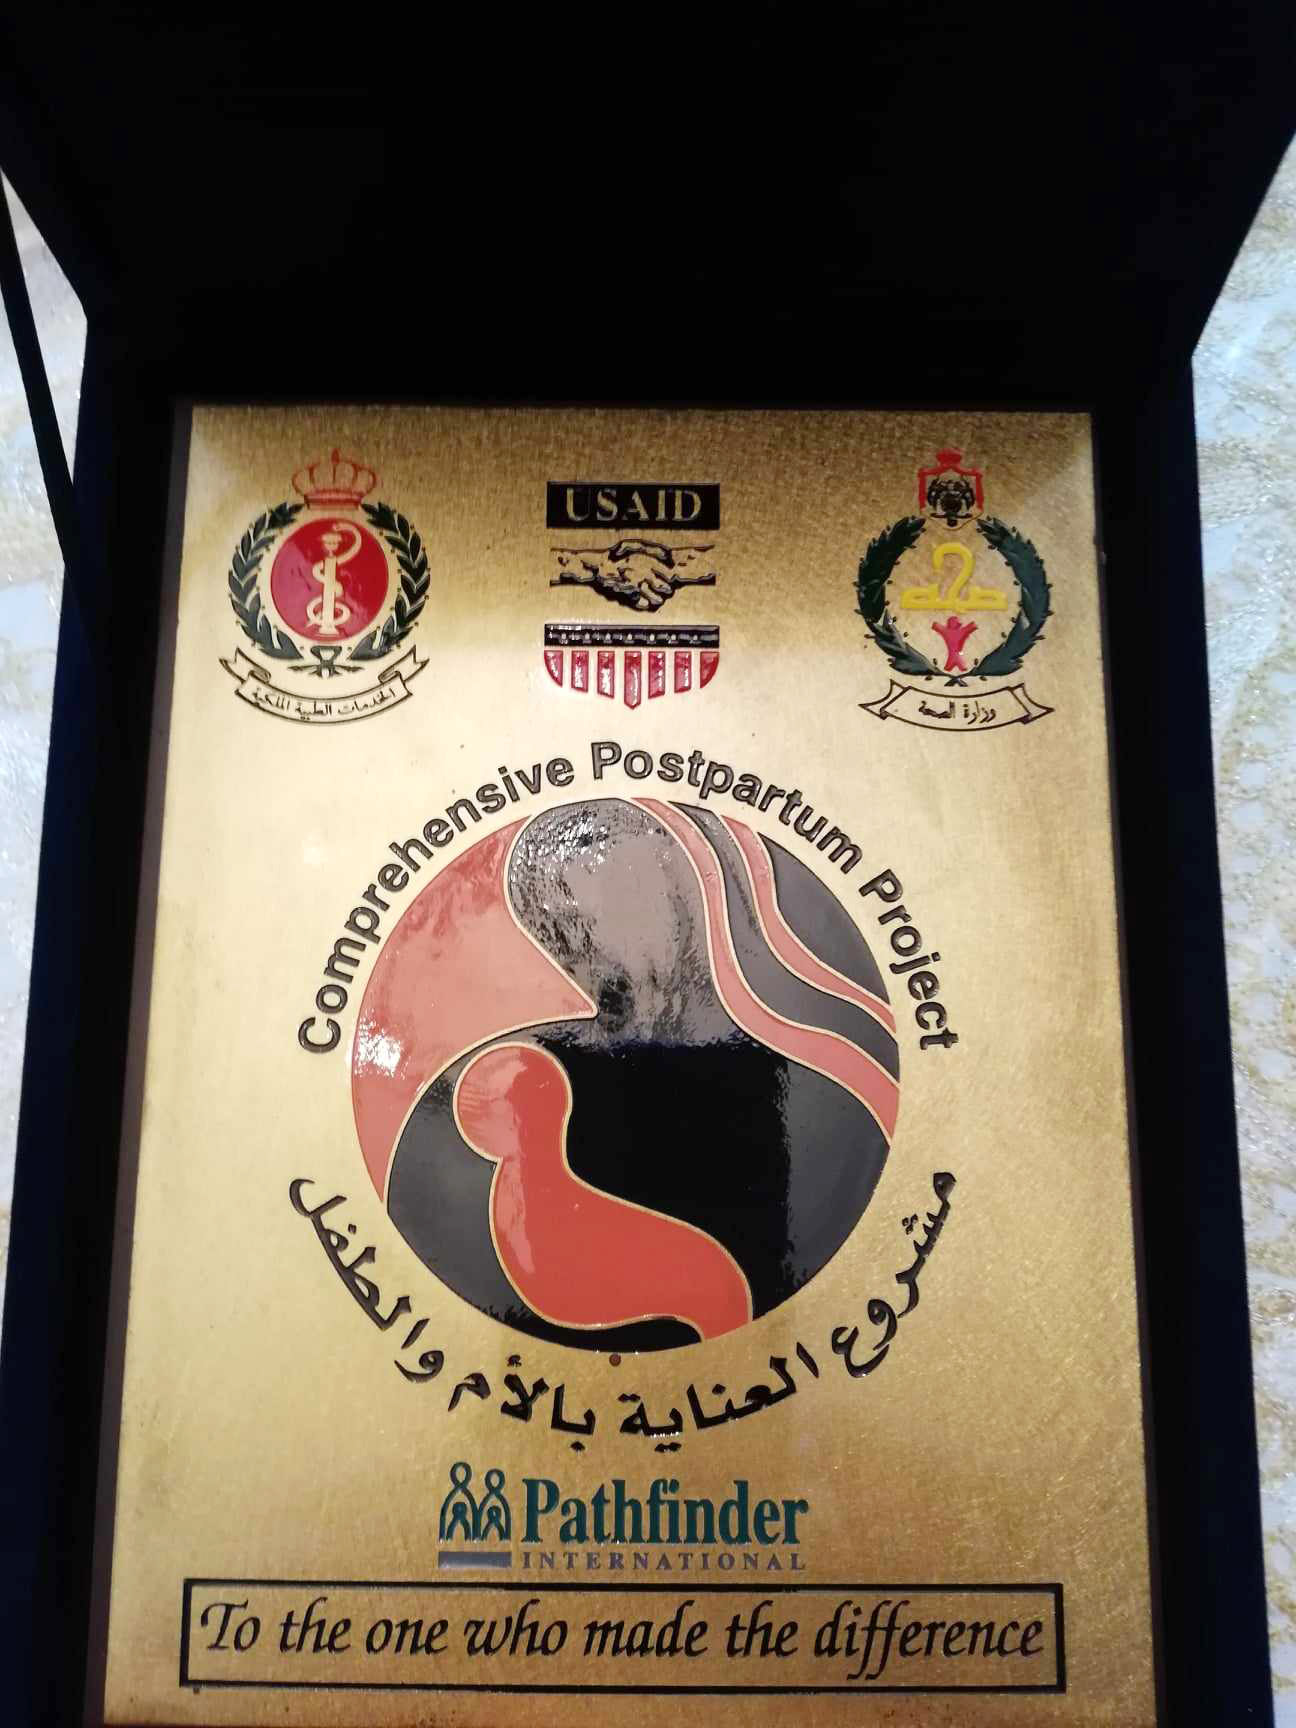 USAID
الخدمات الطبية الملكية
صحة
وزارة الصحة
Comprehensive Postpartum Project
مشروع العناية بالأم والطفل
Pathfinder
INTERNATIONAL
To the one who made the difference